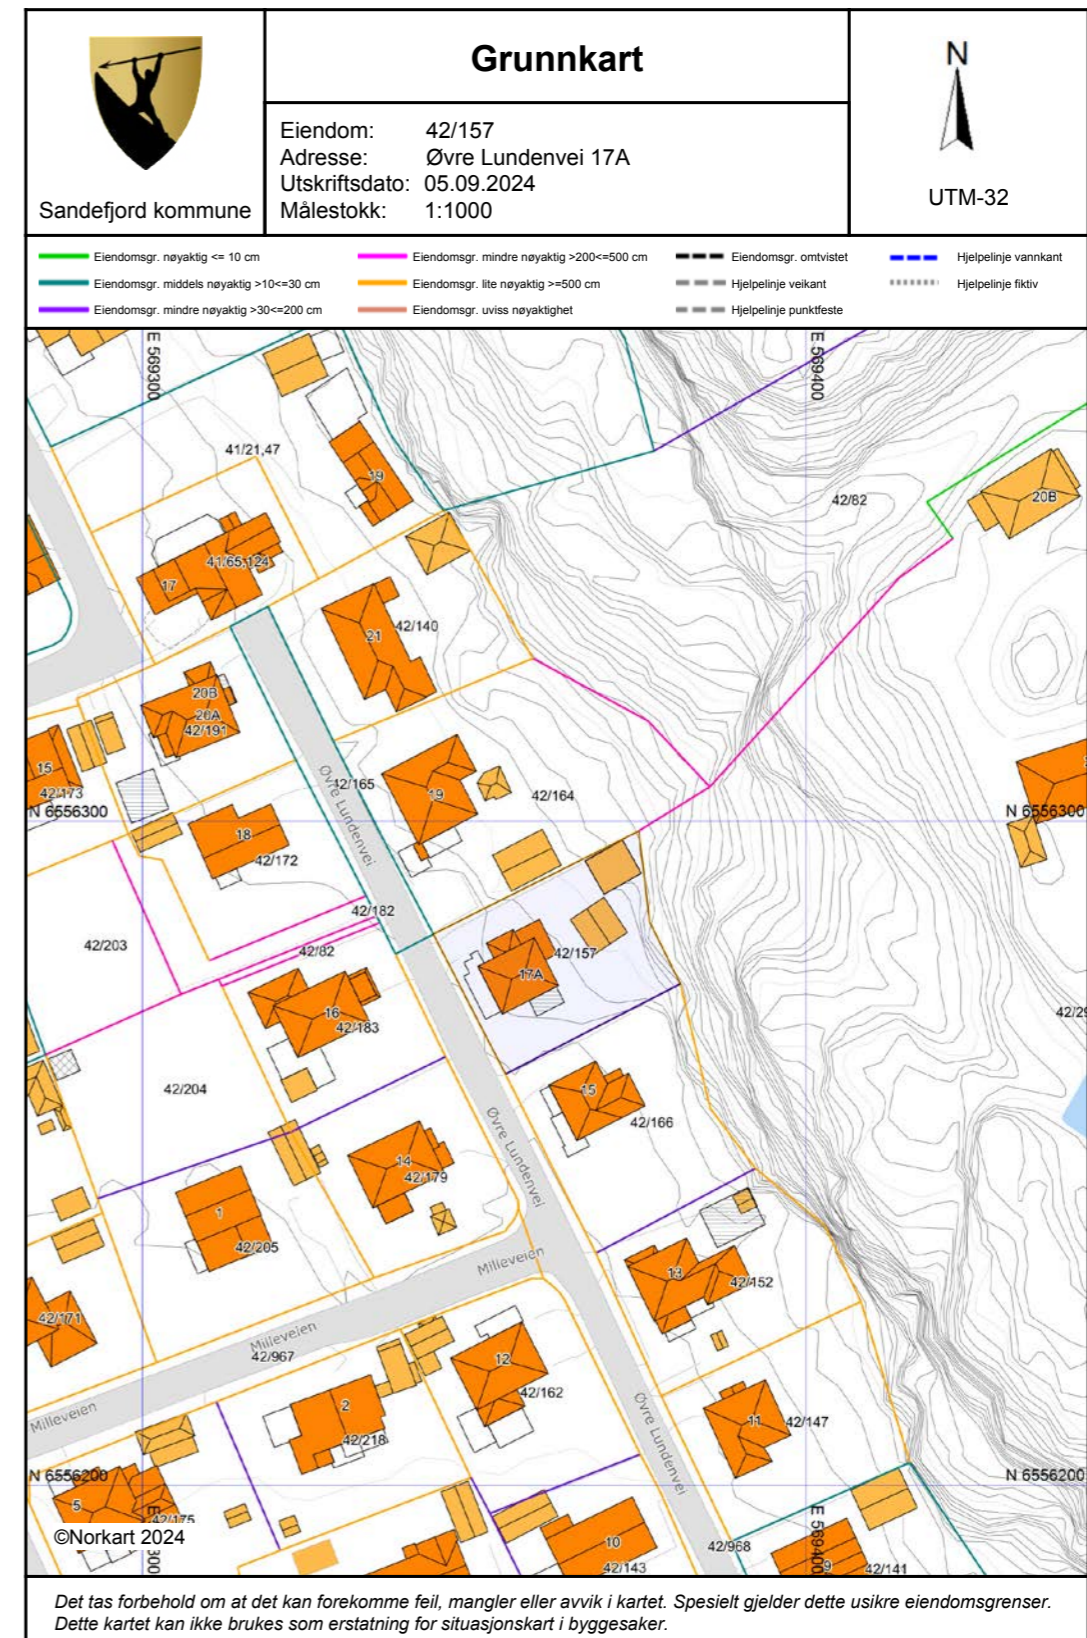 Grunnkart
Eiendom: 42/157
Adresse: Øvre Lundenvei 17A
Utskriftsdato: 05.09.2024
Målestokk: 1:1000
Sandefjord kommune
N
UTM-32
Eiendomsgr. nøyaktig <= 10 cm
Eiendomsgr. middels nøyaktig >10<=30 cm
Eiendomsgr. mindre nøyaktig >30<=200 cm
Eiendomsgr. mindre nøyaktig >200<=500 cm
Eiendomsgr. lite nøyaktig >=500 cm
Eiendomsgr. uviss nøyaktighet
Eiendomsgr. omtvistet
Hjelpelinje veikant
Hjelpelinje punktfeste
Hjelpelinje vannkant
Hjelpelinje fiktiv
E 569300
E 569400
41/21,47
19
42/82
20B
41/65,124
17
21
42/140
20B
20A
42/191
15
42/173
42/165
Øvre Lundenvei
19
42/164
N 6556300
N 6556300
18
42/172
42/182
42/203
42/82
42/157
17A
16
42/183
42/204
15
42/166
Øvre Lundenvei
14
42/179
1
42/205
Milleveien
13
42/152
42/171
Milleveien
42/967
12
42/162
2
42/218
Milleveien
Øvre Lundenvei
11
42/147
N 6556200
N 6556200
5
42/175
E 569400
10
42/143
42/968
9
42/141
©Norkart 2024
300
Det tas forbehold om at det kan forekomme feil, mangler eller avvik i kartet. Spesielt gjelder dette usikre eiendomsgrenser.
Dette kartet kan ikke brukes som erstatning for situasjonskart i byggesaker.